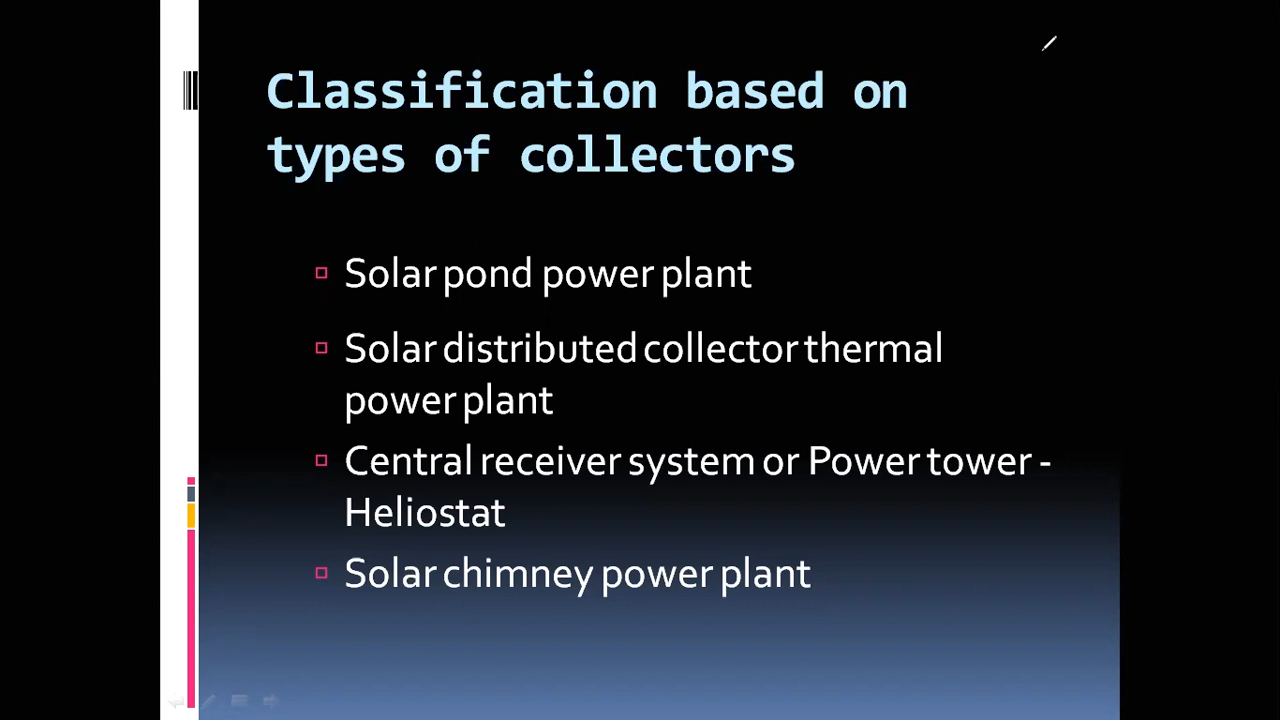 Classification based on
types of collectors
Solar pond power plant
Solar distributed collector thermal
power plant
Central receiver system or Power tower -
Heliostat
Solar chimney power plant